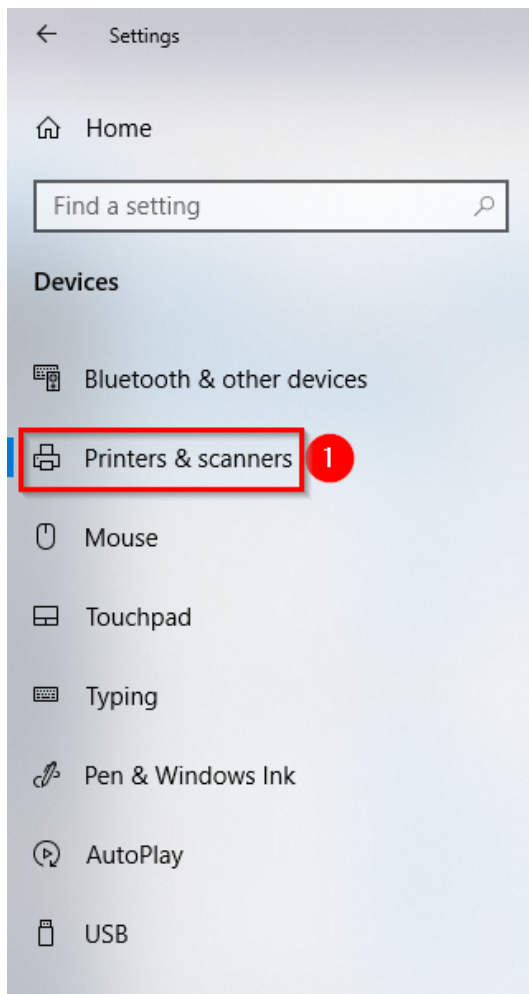 Settings
Home
Find a setting
Devices
Bluetooth & other devices
Printers & scanners 1
Mouse
Touchpad
Typing
Pen & Windows Ink
AutoPlay
USB